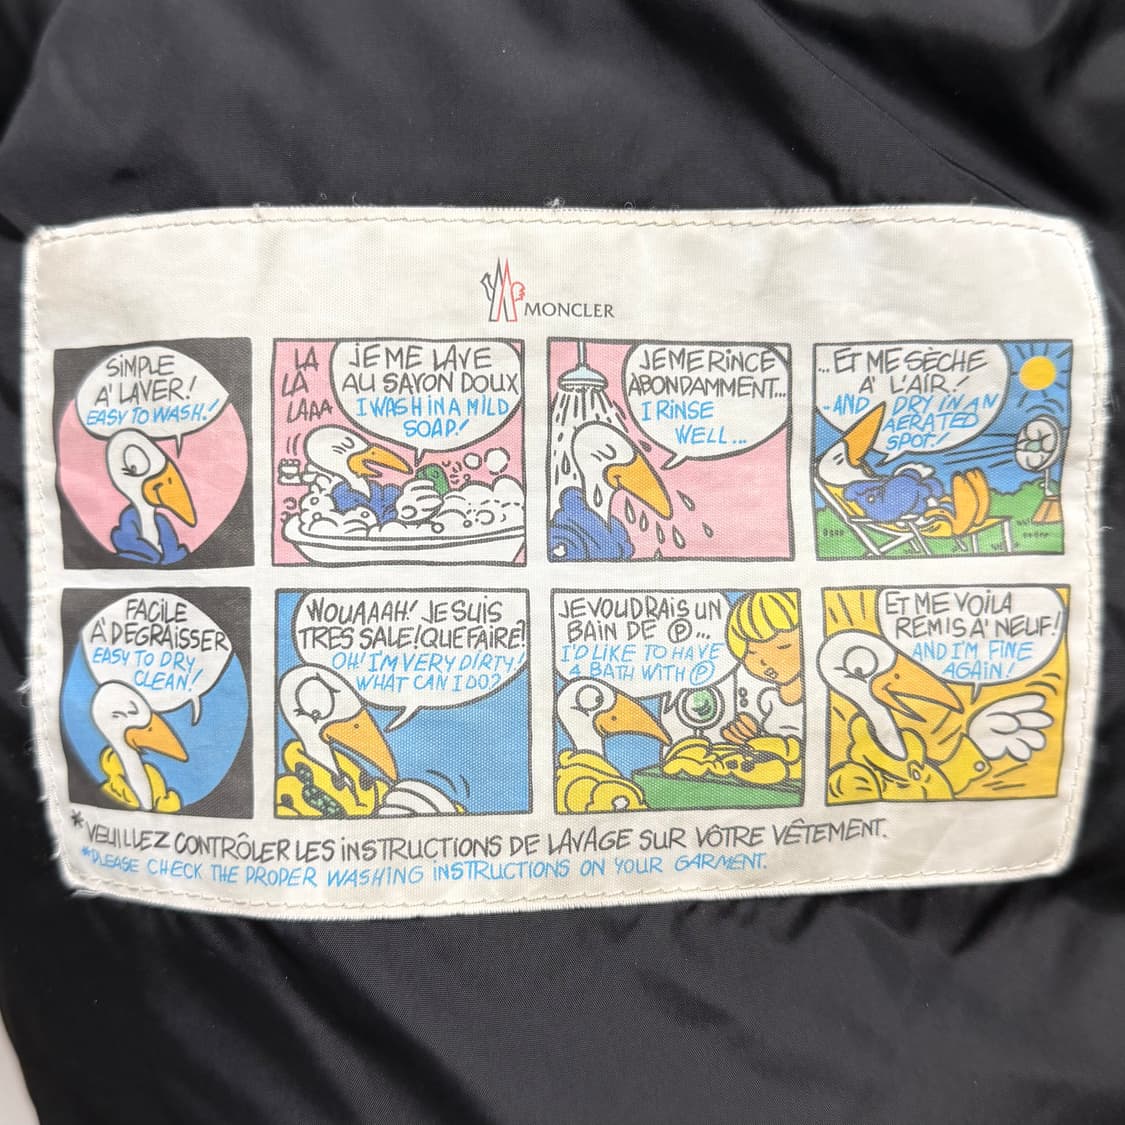 MONCLER
SIMPLE
A' LAVER!
EASY TO WASH!
LA
LÀ
LAAA
JE ME LAVE
AU SAVON DOUX
I WASH IN A MILD
SOAP!
JE ME RINCE
ABONDAMMENT...
I RINSE
WELL...
...ET ME SÈCHE
A' L'AIR!
-AND DRY IN AN
AERATED
SPOT!
FACILE
A' DEGRAISSER
EASY TO DRY
CLEAN!
WOUAAAH! JE SUIS
TRES SALE! QUE FAIRE?
OH! I'M VERY DIRTY!
WHAT CAN I DO?
JE VOUDRAIS UN
BAIN DE Ⓟ...
I'D LIKE TO HAVE
A BATH WITH Ⓟ
ET ME VOILA
REMIS A' NEUF!
AND I'M FINE
AGAIN!
*VEUILLEZ CONTRÔLER LES INSTRUCTIONS DE LAVAGE SUR VÔTRE VÊTEMENT.
*PLEASE CHECK THE PROPER WASHING INSTRUCTIONS ON YOUR GARMENT.